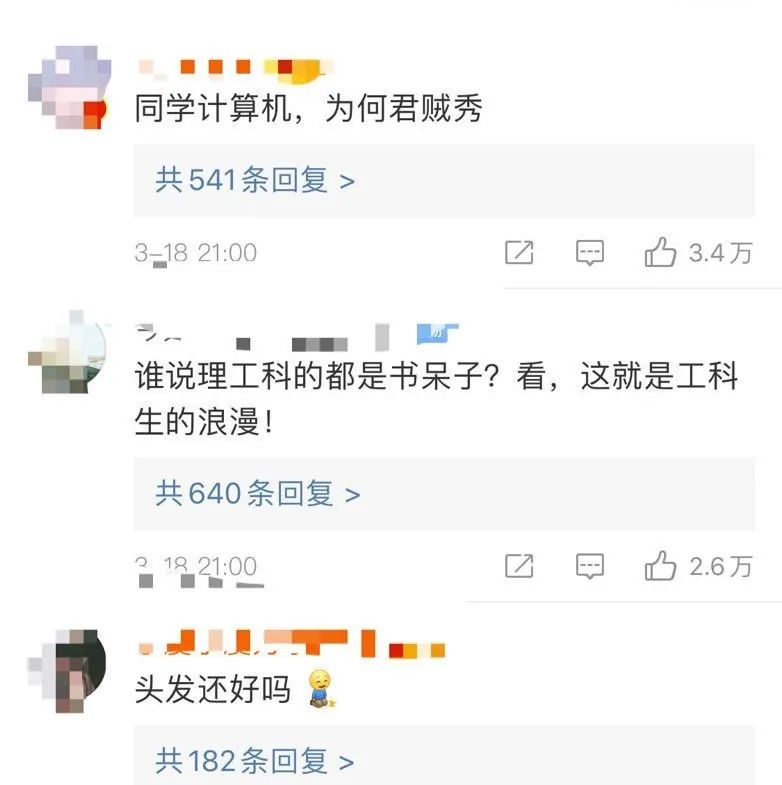 同学计算机，为何君贼秀
共541条回复 >
3-18 21:00
3.4万
谁说理工科的都是书呆子？看，这就是工科
生的浪漫！
共640条回复 >
3-18 21:00
2.6万
头发还好吗
共182条回复 >